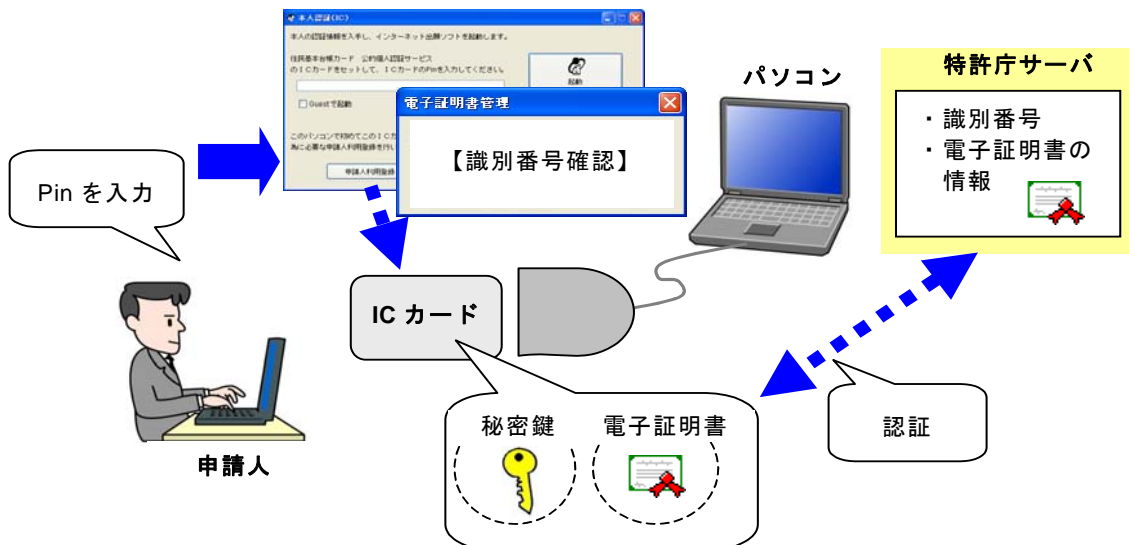 本人認証(IC)
本人の認証情報を入手し、インターネット出願ソフトを起動します。
住民基本台帳カード 公的個人認証サービス
のICカードをセットして、ICカードのPinを入力してください。
起動
Guestで起動
このパソコンで初めてこのICカ
為に必要な申請人利用登録を行い
申請人利用登録
電子証明書管理
【識別番号確認】
パソコン
特許庁サーバ
・識別番号
・電子証明書の
情報
Pin を入力
IC カード
申請人
秘密鍵
電子証明書
認証